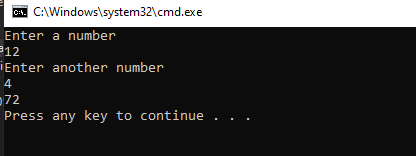 C:\Windows\system32\cmd.exe
Enter a number
12
Enter another number
4
72
Press any key to continue . . .